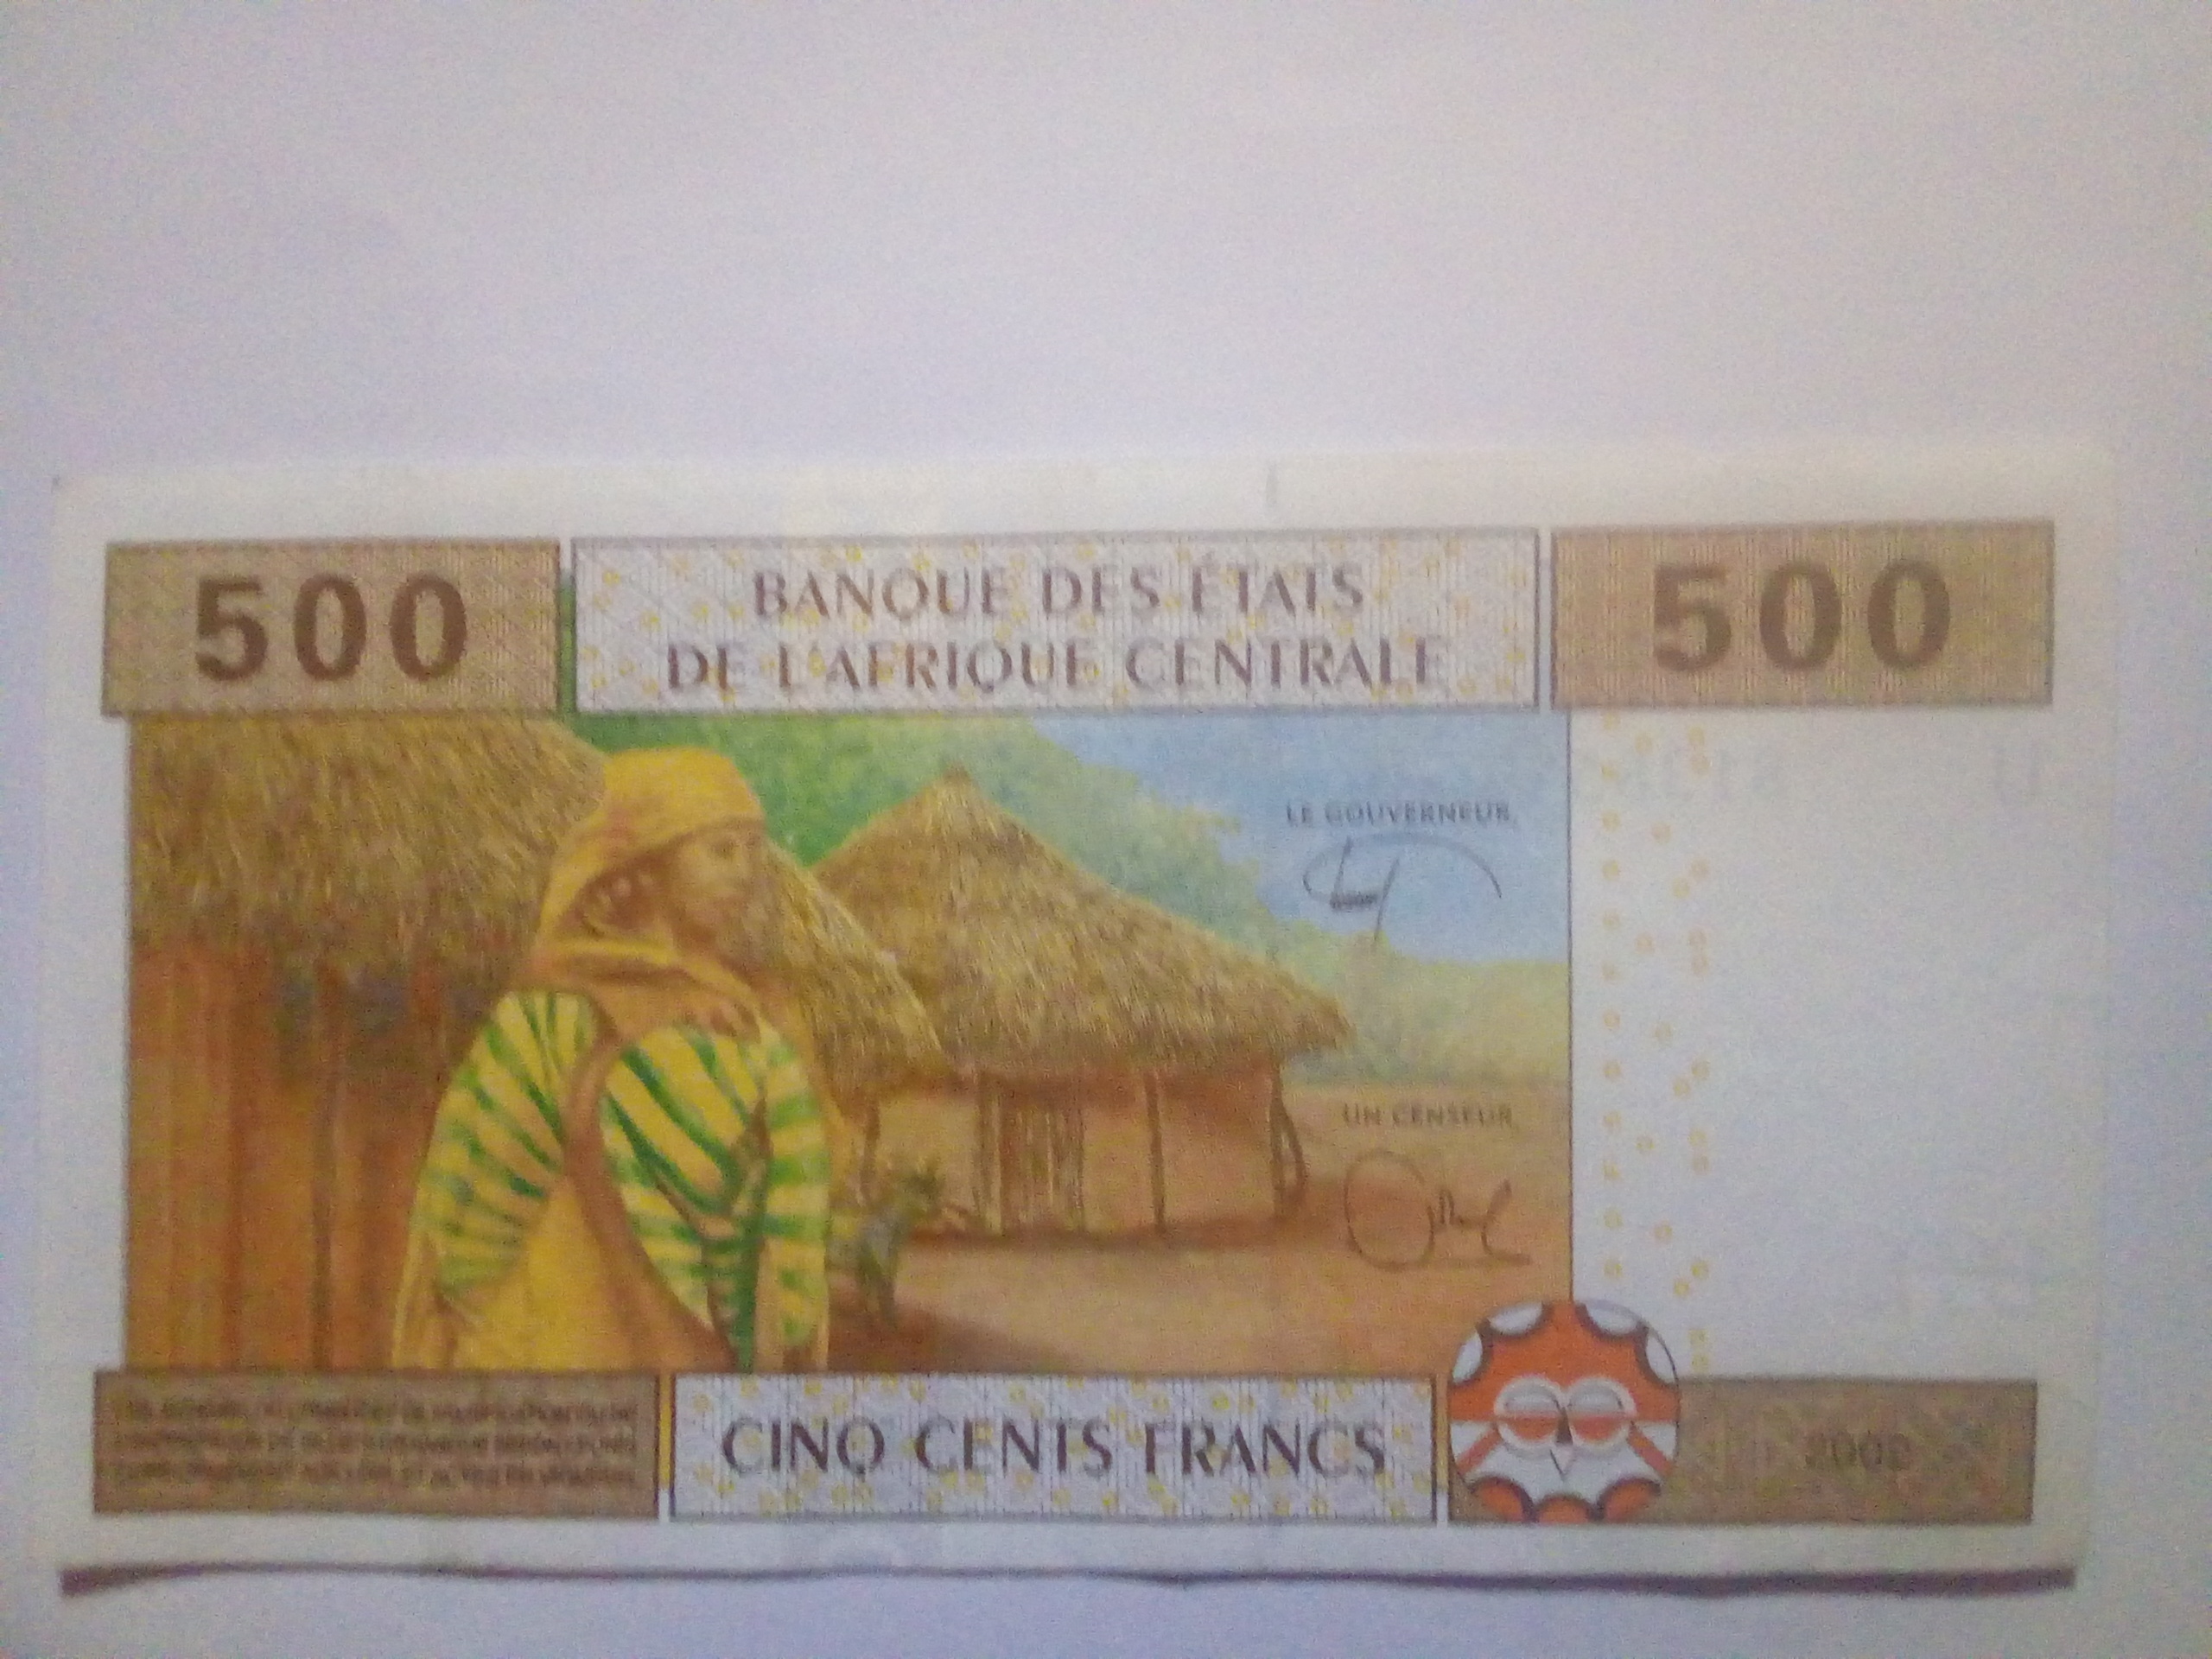 500
BANQUE DES ÉTATS
DE L'AFRIQUE CENTRALE
500
LE GOUVERNEUR
UN CENSEUR
CINQ CENTS FRANCS
2002